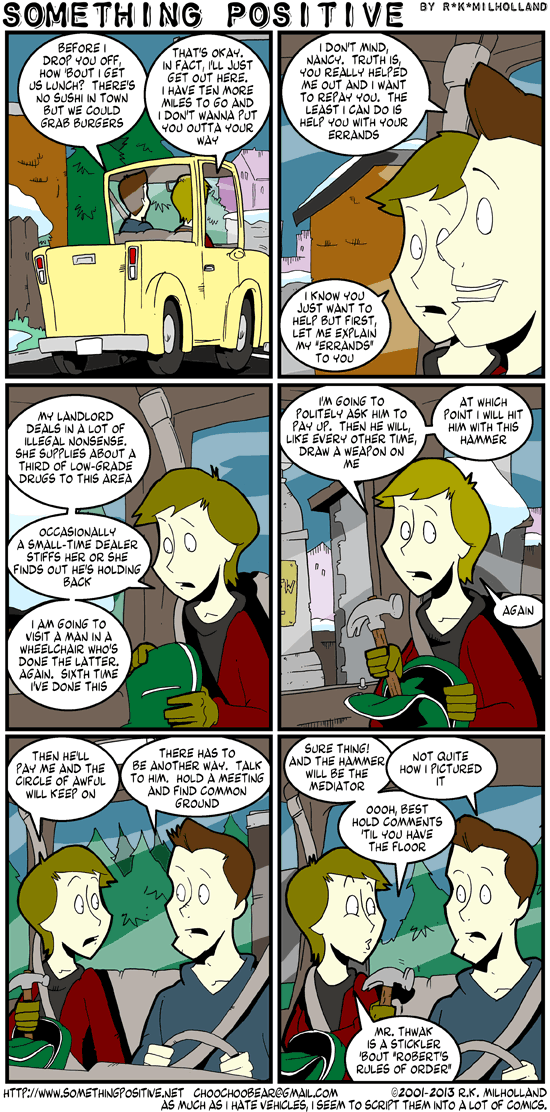 SOMETHING POSITIVE BY R*K*MILHOLLAND
BEFORE I
DROP YOU OFF,
HOW 'BOUT I GET
US LUNCH? THERE'S
NO SUSHI IN TOWN
BUT WE COULD
GRAB BURGERS
THAT'S OKAY.
IN FACT, I'LL JUST
GET OUT HERE.
I HAVE TEN MORE
MILES TO GO AND
I DON'T WANNA PUT
YOU OUTTA YOUR
WAY
I DON'T MIND,
NANCY. TRUTH IS,
YOU REALLY HELPED
ME OUT AND I WANT
TO REPAY YOU. THE
LEAST I CAN DO IS
HELP YOU WITH YOUR
ERRANDS
I KNOW YOU
JUST WANT TO
HELP BUT FIRST,
LET ME EXPLAIN
MY "ERRANDS"
TO YOU
MY LANDLORD
DEALS IN A LOT OF
ILLEGAL NONSENSE.
SHE SUPPLIES ABOUT A
THIRD OF LOW-GRADE
DRUGS TO THIS AREA
OCCASIONALLY
A SMALL-TIME DEALER
STIFFS HER OR SHE
FINDS OUT HE'S HOLDING
BACK
I AM GOING TO
VISIT A MAN IN A
WHEELCHAIR WHO'S
DONE THE LATTER.
AGAIN. SIXTH TIME
I'VE DONE THIS
I'M GOING TO
POLITELY ASK HIM TO
PAY UP. THEN HE WILL,
LIKE EVERY OTHER TIME,
DRAW A WEAPON ON
ME
AT WHICH
POINT I WILL HIT
HIM WITH THIS
HAMMER
AGAIN
FW
THEN HE'LL
PAY ME AND THE
CIRCLE OF AWFUL
WILL KEEP ON
THERE HAS TO
BE ANOTHER WAY. TALK
TO HIM. HOLD A MEETING
AND FIND COMMON
GROUND
SURE THING!
AND THE HAMMER
WILL BE THE
MEDIATOR
NOT QUITE
HOW I PICTURED
IT
OOOH, BEST
HOLD COMMENTS
'TIL YOU HAVE
THE FLOOR
MR. THWAK
IS A STICKLER
'BOUT "ROBERT'S
RULES OF ORDER"
HTTP://WWW.SOMETHINGPOSITIVE.NET CHOOCHOOBEAR@GMAIL.COM ©2001-2013 R.K. MILHOLLAND
AS MUCH AS I HATE VEHICLES, I SEEM TO SCRIPT THEM INTO A LOT OF COMICS.